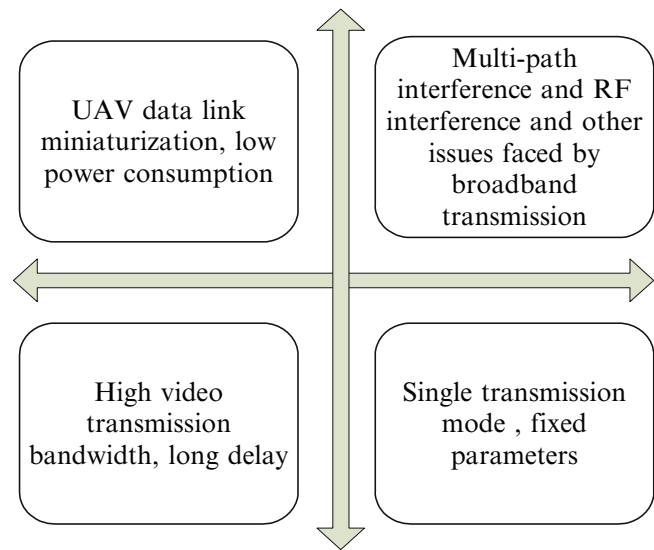 UAV data link
miniaturization, low
power consumption
Multi-path
interference and RF
interference and other
issues faced by
broadband
transmission
High video
transmission
bandwidth, long delay
Single transmission
mode , fixed
parameters